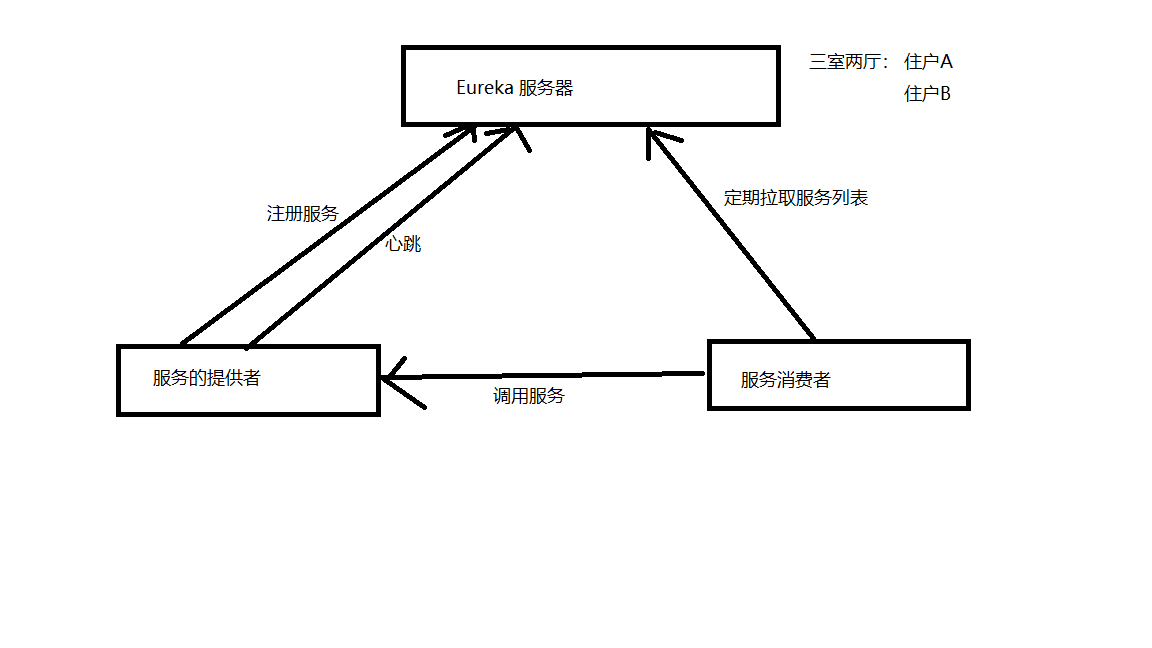 Eureka 服务器
三室两厅： 住户A
住户B
注册服务
心跳
定期拉取服务列表
服务的提供者
调用服务
服务消费者